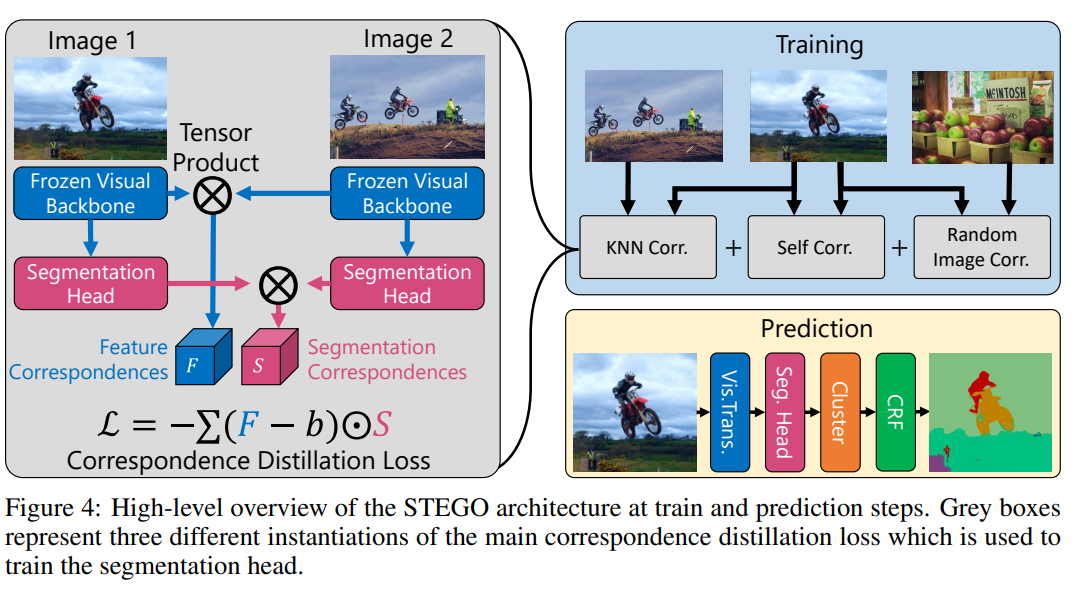 Image 1
Image 2
Tensor
Product
Frozen Visual
Backbone
Frozen Visual
Backbone
Segmentation
Head
Segmentation
Head
Feature
Correspondences
F
S
Segmentation
Correspondences
ℒ = −∑(F − b)⊙S
Correspondence Distillation Loss
Training
McINTOSH
KNN Corr.
+
Self Corr.
+
Random
Image Corr.
Prediction
Vis.Trans.
Seg. Head
Cluster
CRF
Figure 4: High-level overview of the STEGO architecture at train and prediction steps. Grey boxes
represent three different instantiations of the main correspondence distillation loss which is used to
train the segmentation head.